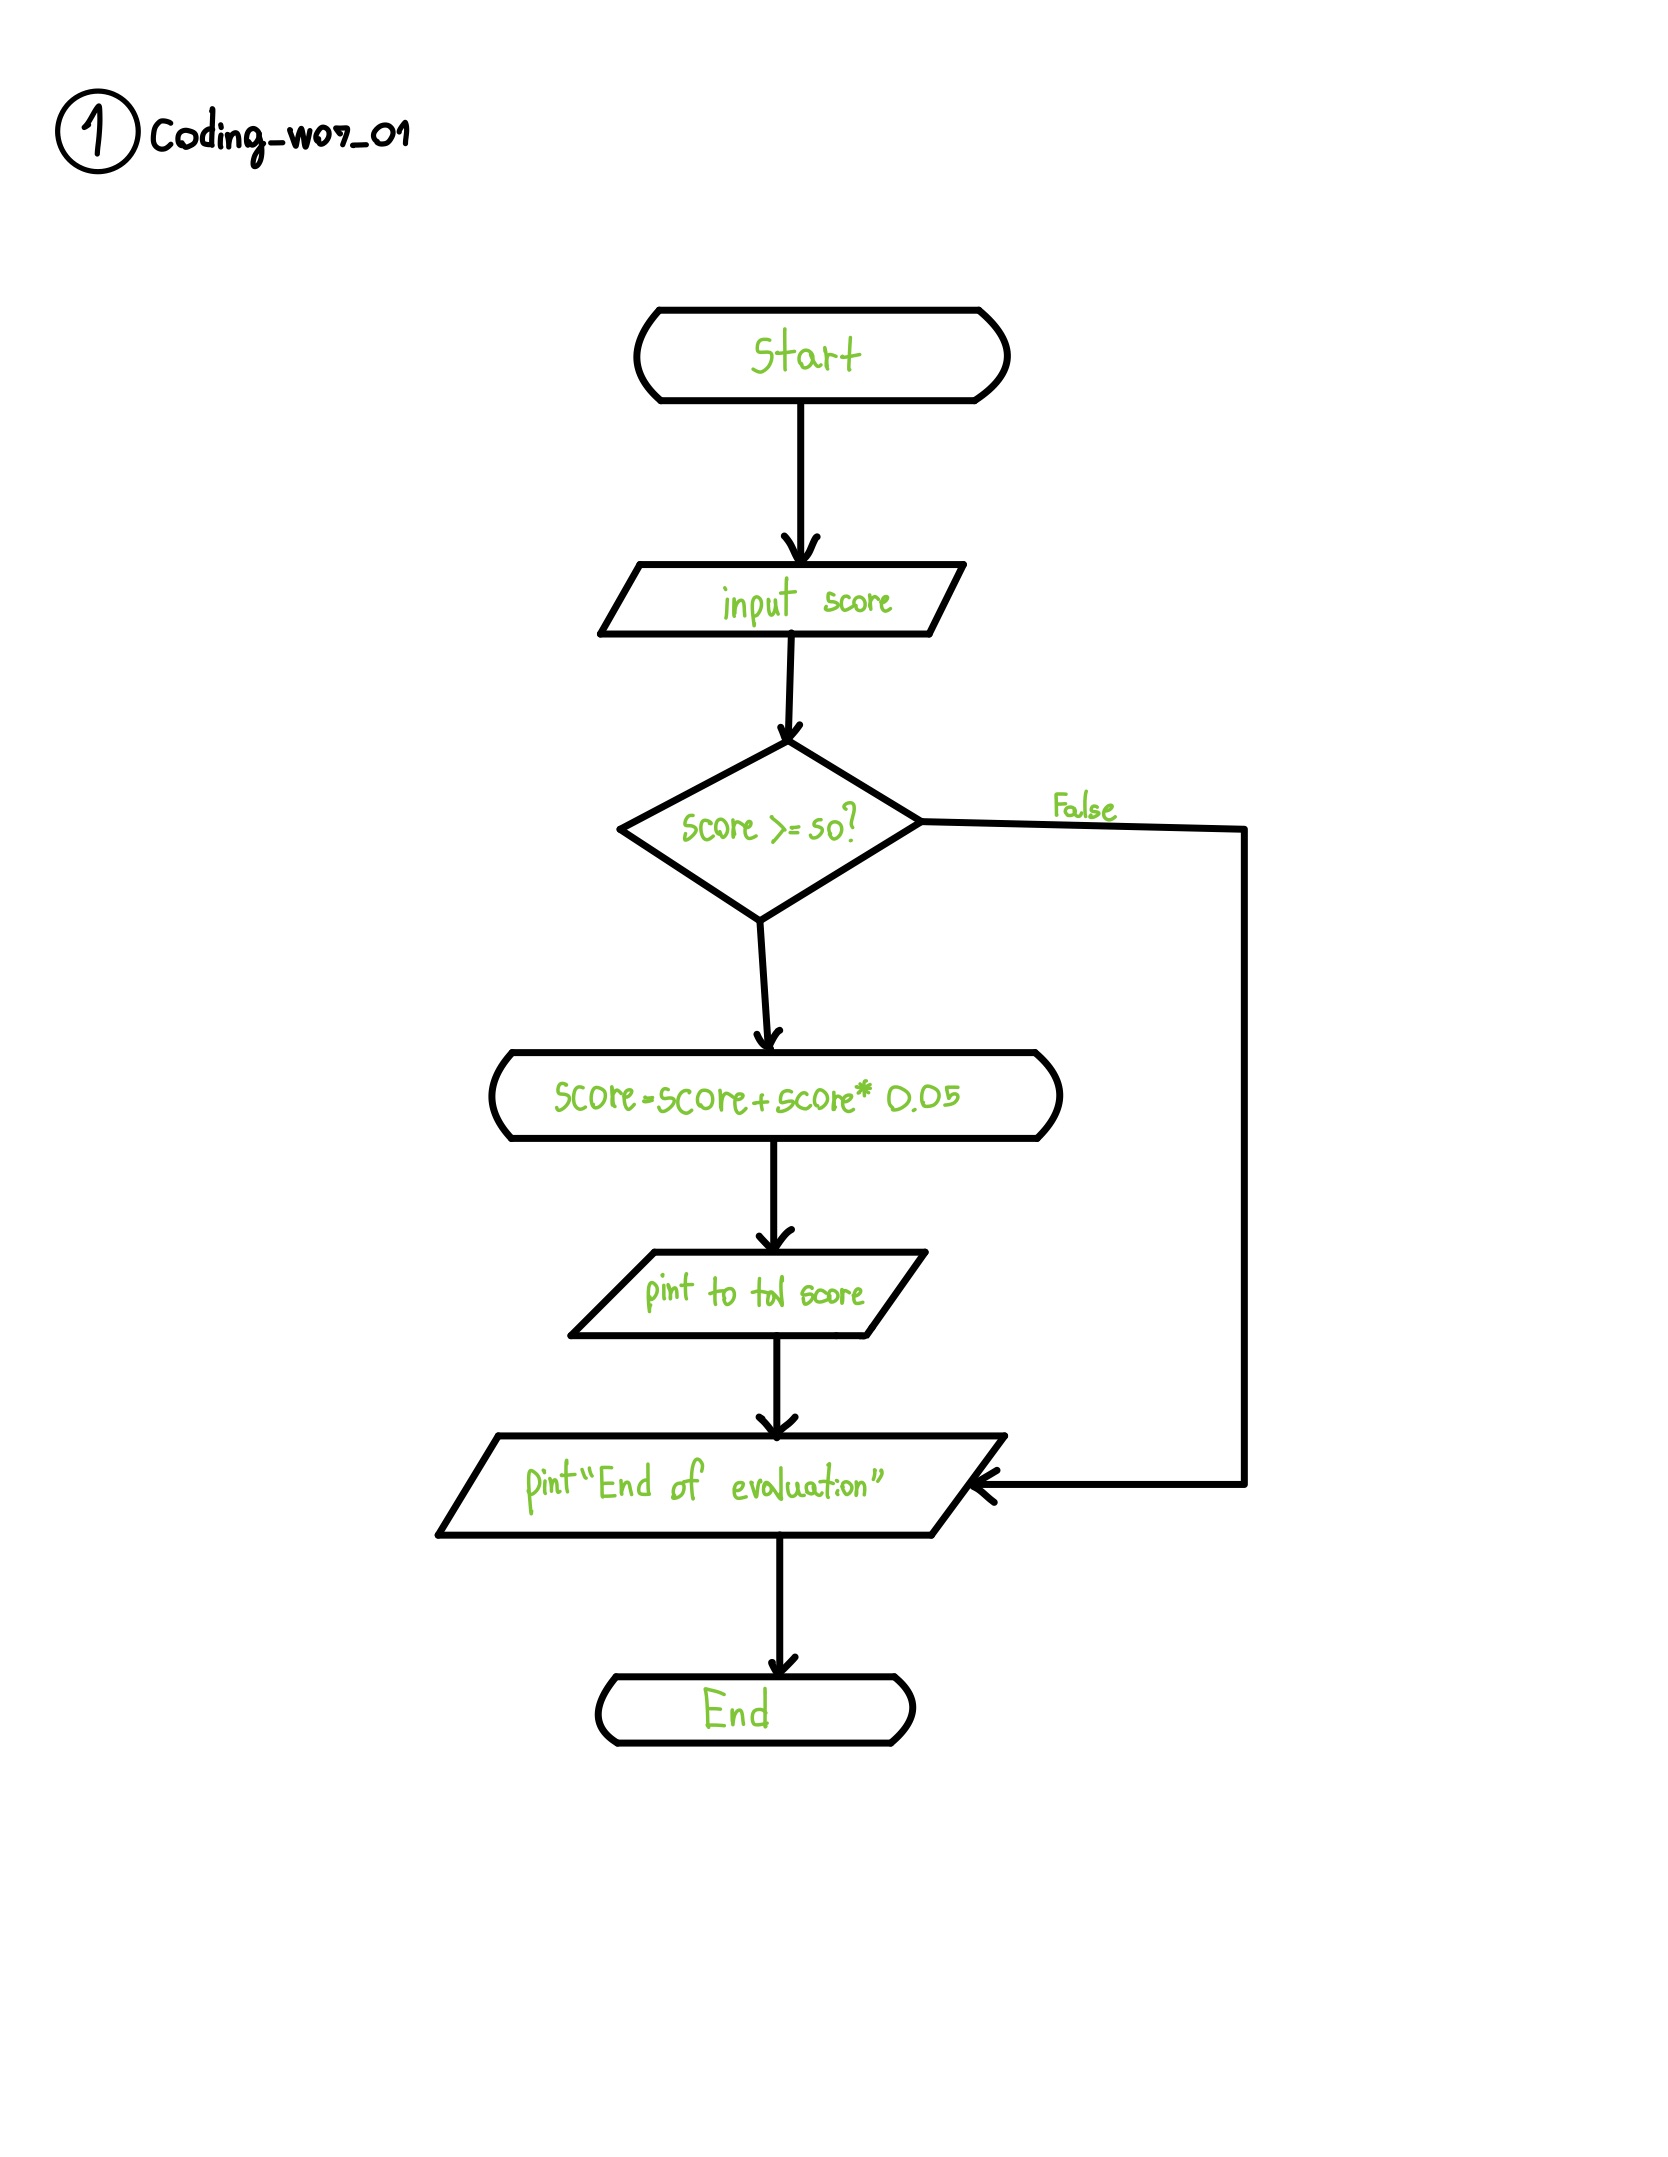 1 Coding_W07_01
Start
input score
score >= 50?
False
score = score + score * 0.05
pint to tal score
pint "End of evaluation"
End